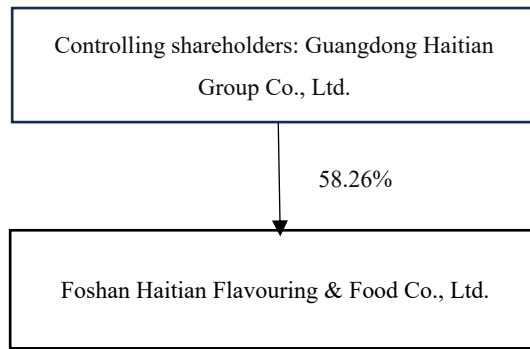 Controlling shareholders: Guangdong Haitian
Group Co., Ltd.
58.26%
Foshan Haitian Flavouring & Food Co., Ltd.